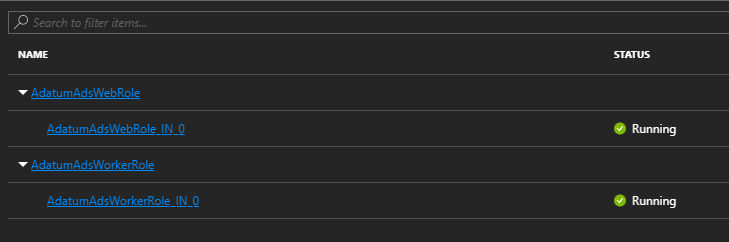 Search to filter items...
NAME STATUS
AdatumAdsWebRole
AdatumAdsWebRole_IN_0 Running
AdatumAdsWorkerRole
AdatumAdsWorkerRole_IN_0 Running